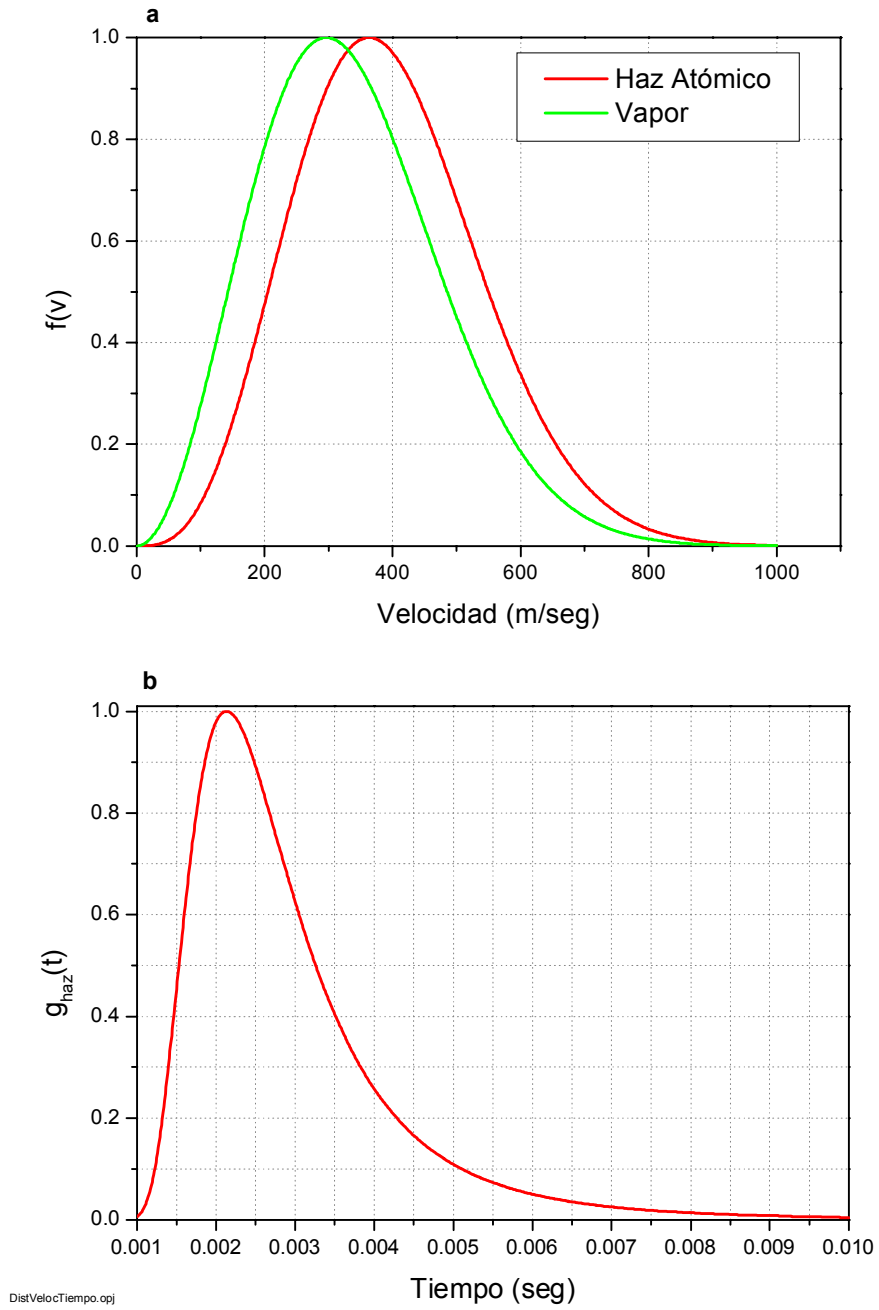 a
1.0
0.8
0.6
0.4
0.2
0.0
f(v)
Haz Atómico
Vapor
0 200 400 600 800 1000
Velocidad (m/seg)
b
1.0
0.8
0.6
0.4
0.2
0.0
g_haz(t)
0.001 0.002 0.003 0.004 0.005 0.006 0.007 0.008 0.009 0.010
Tiempo (seg)
DistVelocTiempo.opj